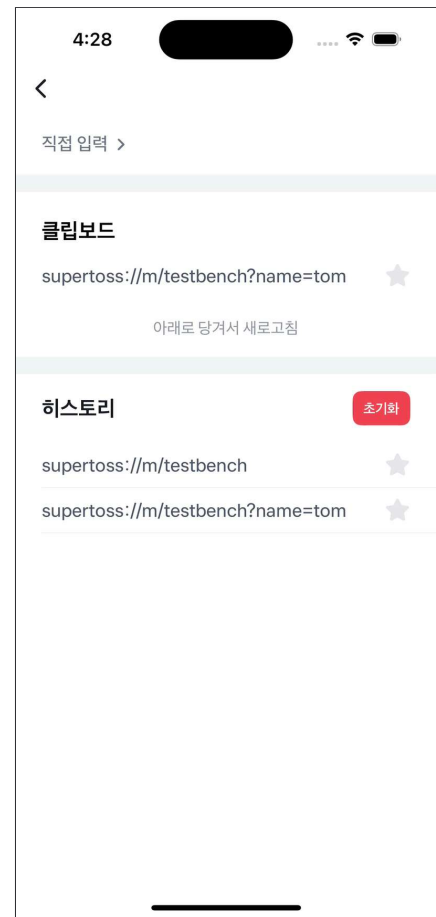 4:28
직접 입력
클립보드
supertoss://m/testbench?name=tom
아래로 당겨서 새로고침
히스토리
초기화
supertoss://m/testbench
supertoss://m/testbench?name=tom